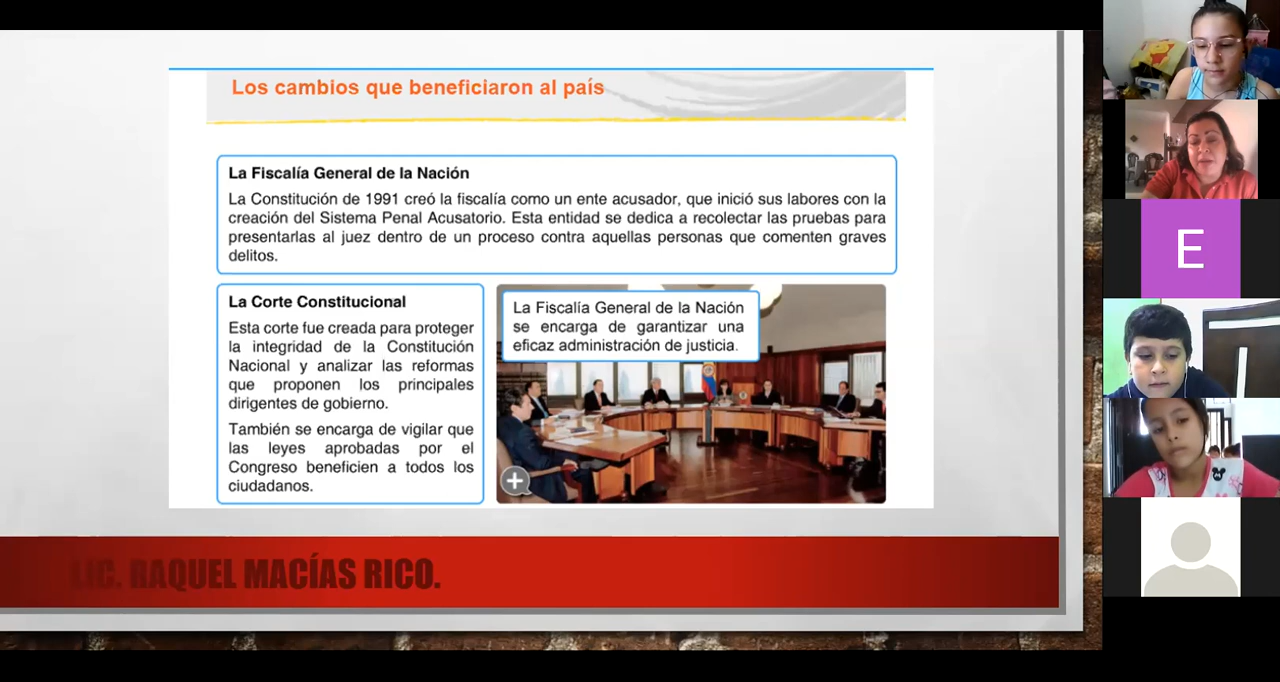 Los cambios que beneficiaron al país
La Fiscalía General de la Nación
La Constitución de 1991 creó la fiscalía como un ente acusador, que inició sus labores con la
creación del Sistema Penal Acusatorio. Esta entidad se dedica a recolectar las pruebas para
presentarlas al juez dentro de un proceso contra aquellas personas que comenten graves
delitos.
La Corte Constitucional
Esta corte fue creada para proteger
la integridad de la Constitución
Nacional y analizar las reformas
que proponen los principales
dirigentes de gobierno.
También se encarga de vigilar que
las leyes aprobadas por el
Congreso beneficien a todos los
ciudadanos.
La Fiscalía General de la Nación
se encarga de garantizar una
eficaz administración de justicia.
LIC. RAQUEL MACÍAS RICO.
E